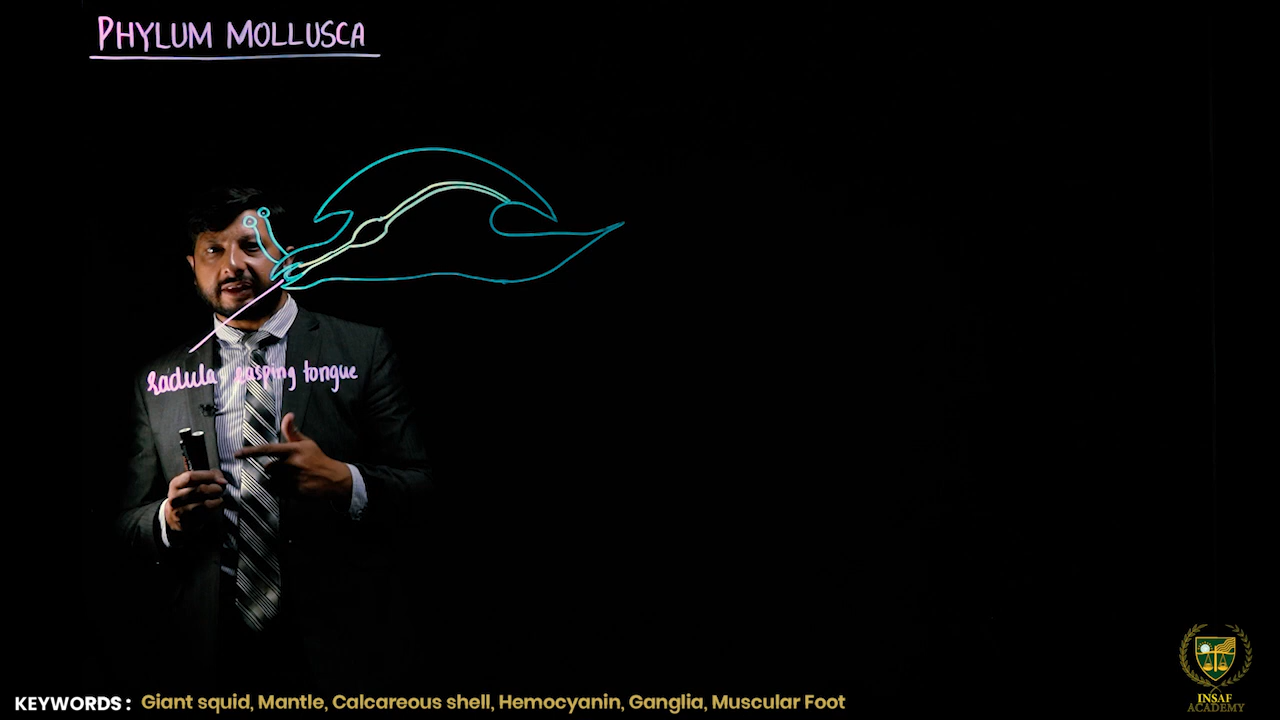 PHYLUM MOLLUSCA
Radula, rasping tongue
KEYWORDS : Giant squid, Mantle, Calcareous shell, Hemocyanin, Ganglia, Muscular Foot
INSAF
ACADEMY